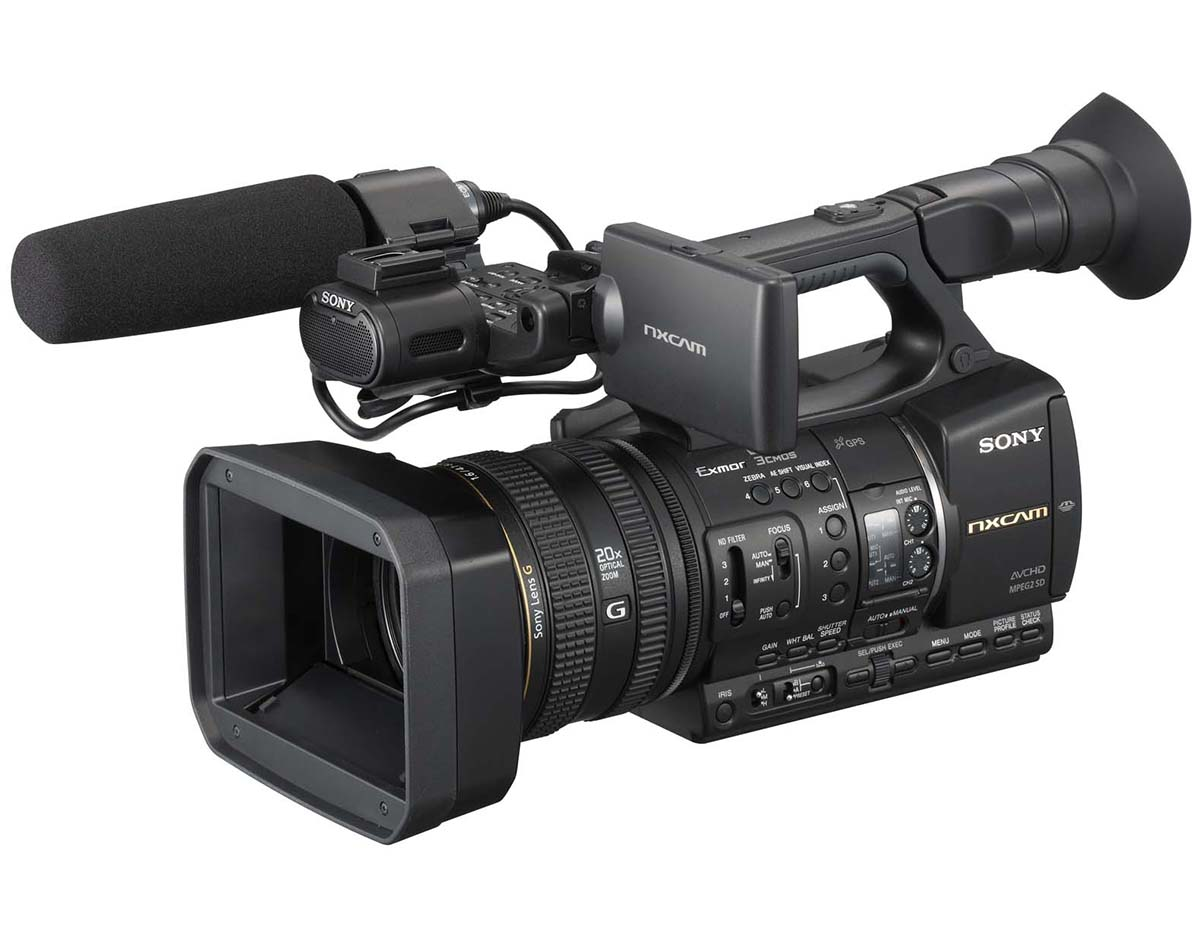 SONY
NXCAM
SONY
NXCAM
AVCHD
MPEG2 SD
GPS
Exmor
3CMOS
ZEBRA
AE SHIFT
VISUAL INDEX
4
5
6
ASSIGN
1
2
3
AUDIO LEVEL
INT MIC
CH1
CH2
ND FILTER
3
2
1
OFF
FOCUS
AUTO
MAN
INFINITY
PUSH
AUTO
20x
OPTICAL
ZOOM
G
Sony Lens G
AUTO
MANUAL
GAIN
WHT BAL
SHUTTER
SPEED
SEL/PUSH EXEC
MENU
MODE
PICTURE
PROFILE
STATUS
CHECK
IRIS
PRESET